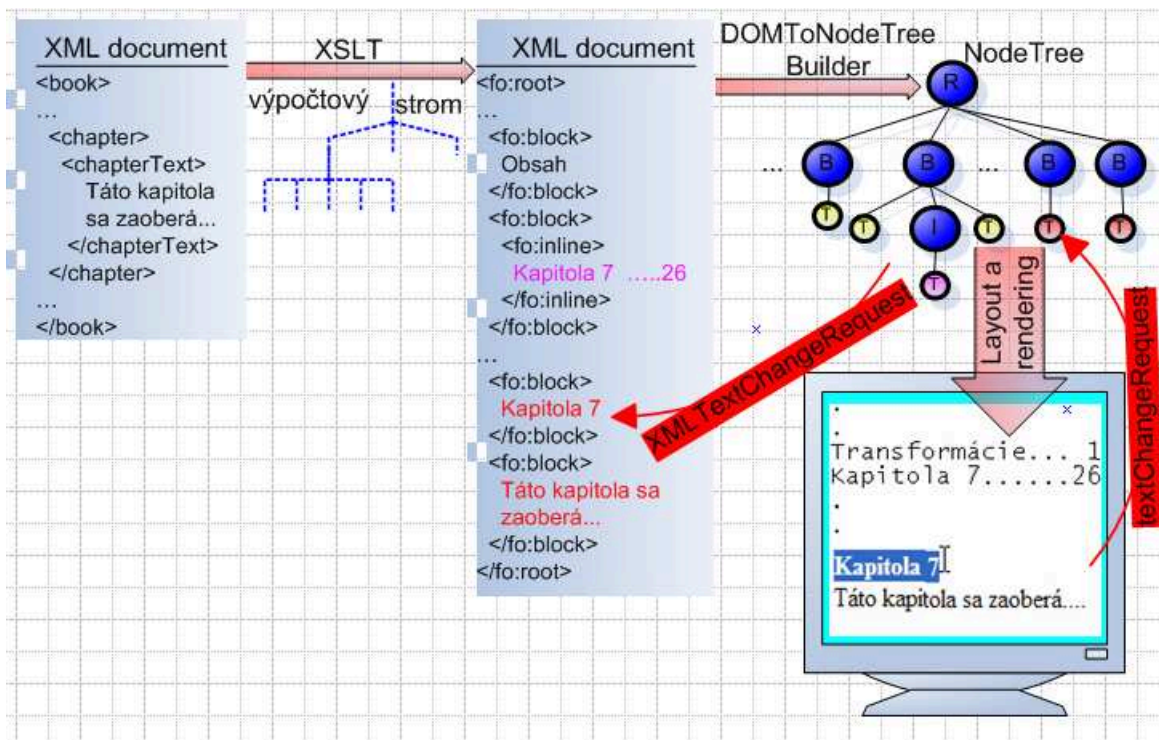 XML document
<book>
...
<chapter>
<chapterText>
Táto kapitola
sa zaoberá...
</chapterText>
</chapter>
...
</book>
XSLT
výpočtový strom
XML document
<fo:root>
...
<fo:block>
Obsah
</fo:block>
<fo:block>
<fo:inline>
Kapitola 7 .....26
</fo:inline>
</fo:block>
...
<fo:block>
Kapitola 7
</fo:block>
<fo:block>
Táto kapitola sa
zaoberá...
</fo:block>
</fo:root>
DOMToNodeTree
Builder
NodeTree
R
... B B ... B B
T T I T T T
T
XMLTextChangeRequest
Layout a
rendering
textChangeRequest
.
.
Transformácie... 1
Kapitola 7......26
.
.
Kapitola 7
Táto kapitola sa zaoberá....